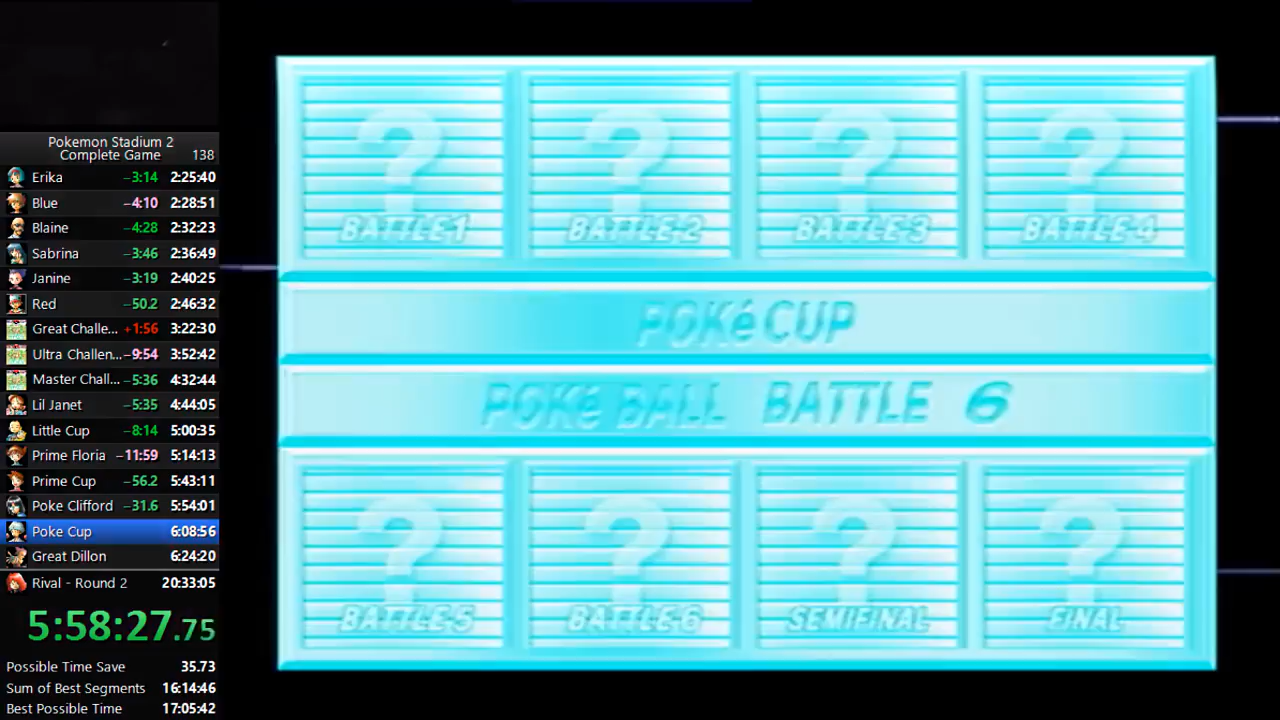 Pokemon Stadium 2
Complete Game 138
Erika −3:14 2:25:40
Blue −4:10 2:28:51
Blaine −4:28 2:32:23
Sabrina −3:46 2:36:49
Janine −3:19 2:40:25
Red −50.2 2:46:32
Great Challe... +1:56 3:22:30
Ultra Challen... −9:54 3:52:42
Master Chall... −5:36 4:32:44
Lil Janet −5:35 4:44:05
Little Cup −8:14 5:00:35
Prime Floria −11:59 5:14:13
Prime Cup −56.2 5:43:11
Poke Clifford −31.6 5:54:01
Poke Cup 6:08:56
Great Dillon 6:24:20
Rival - Round 2 20:33:05
5:58:27.75
Possible Time Save 35.73
Sum of Best Segments 16:14:46
Best Possible Time 17:05:42
? ? ? ?
BATTLE 1 BATTLE 2 BATTLE 3 BATTLE 4
POKé CUP
POKé BALL BATTLE 6
? ? ? ?
BATTLE 5 BATTLE 6 SEMIFINAL FINAL